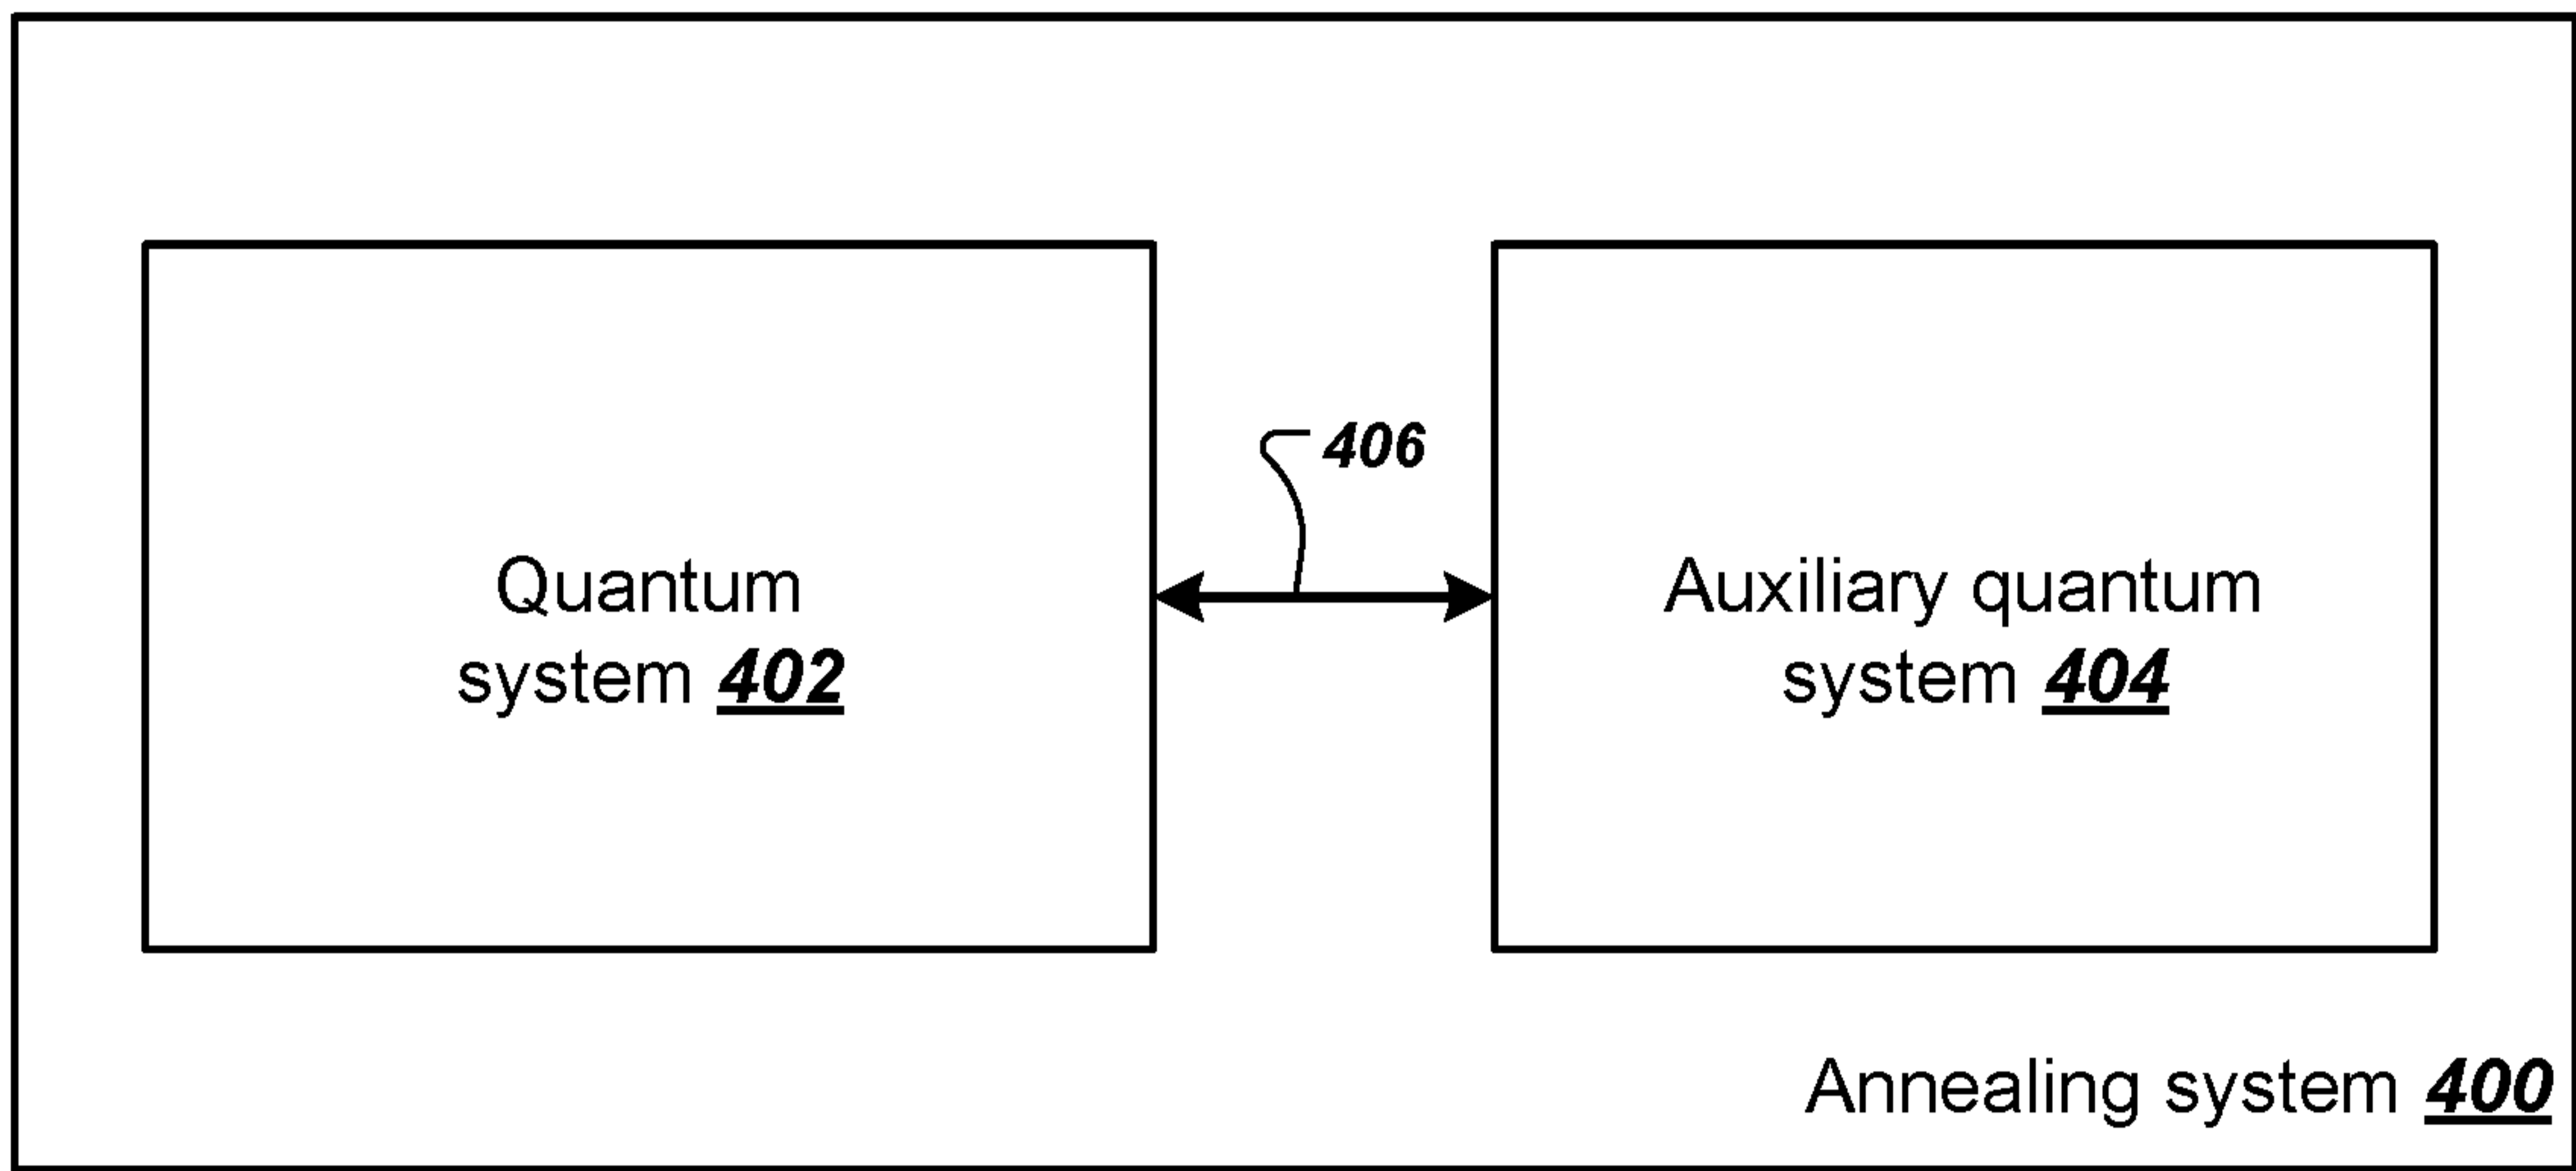 406
Quantum
system 402
Auxiliary quantum
system 404
Annealing system 400